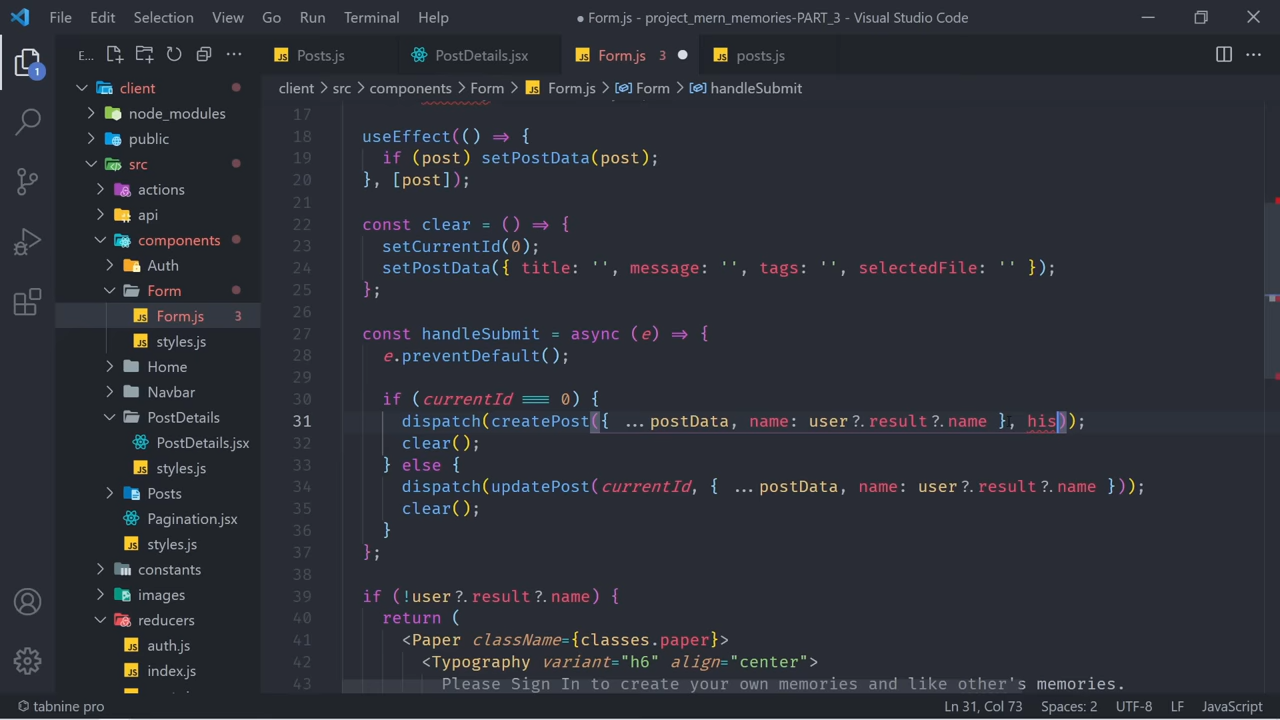 File Edit Selection View Go Run Terminal Help
● Form.js - project_mern_memories-PART_3 - Visual Studio Code
E...
Posts.js
PostDetails.jsx
Form.js 3
posts.js
client > src > components > Form > Form.js > Form > handleSubmit
1
client
node_modules
public
src
actions
api
components
Auth
Form
Form.js 3
styles.js
Home
Navbar
PostDetails
PostDetails.jsx
styles.js
Posts
Pagination.jsx
styles.js
constants
images
reducers
auth.js
index.js
17
18 useEffect(() => {
19 if (post) setPostData(post);
20 }, [post]);
21
22 const clear = () => {
23 setCurrentId(0);
24 setPostData({ title: '', message: '', tags: '', selectedFile: '' });
25 };
26
27 const handleSubmit = async (e) => {
28 e.preventDefault();
29
30 if (currentId === 0) {
31 dispatch(createPost({ ...postData, name: user?.result?.name }, his));
32 clear();
33 } else {
34 dispatch(updatePost(currentId, { ...postData, name: user?.result?.name }));
35 clear();
36 }
37 };
38
39 if (!user?.result?.name) {
40 return (
41 <Paper className={classes.paper}>
42 <Typography variant="h6" align="center">
43 Please Sign In to create your own memories and like other's memories.
tabnine pro
Ln 31, Col 73
Spaces: 2
UTF-8
LF
JavaScript